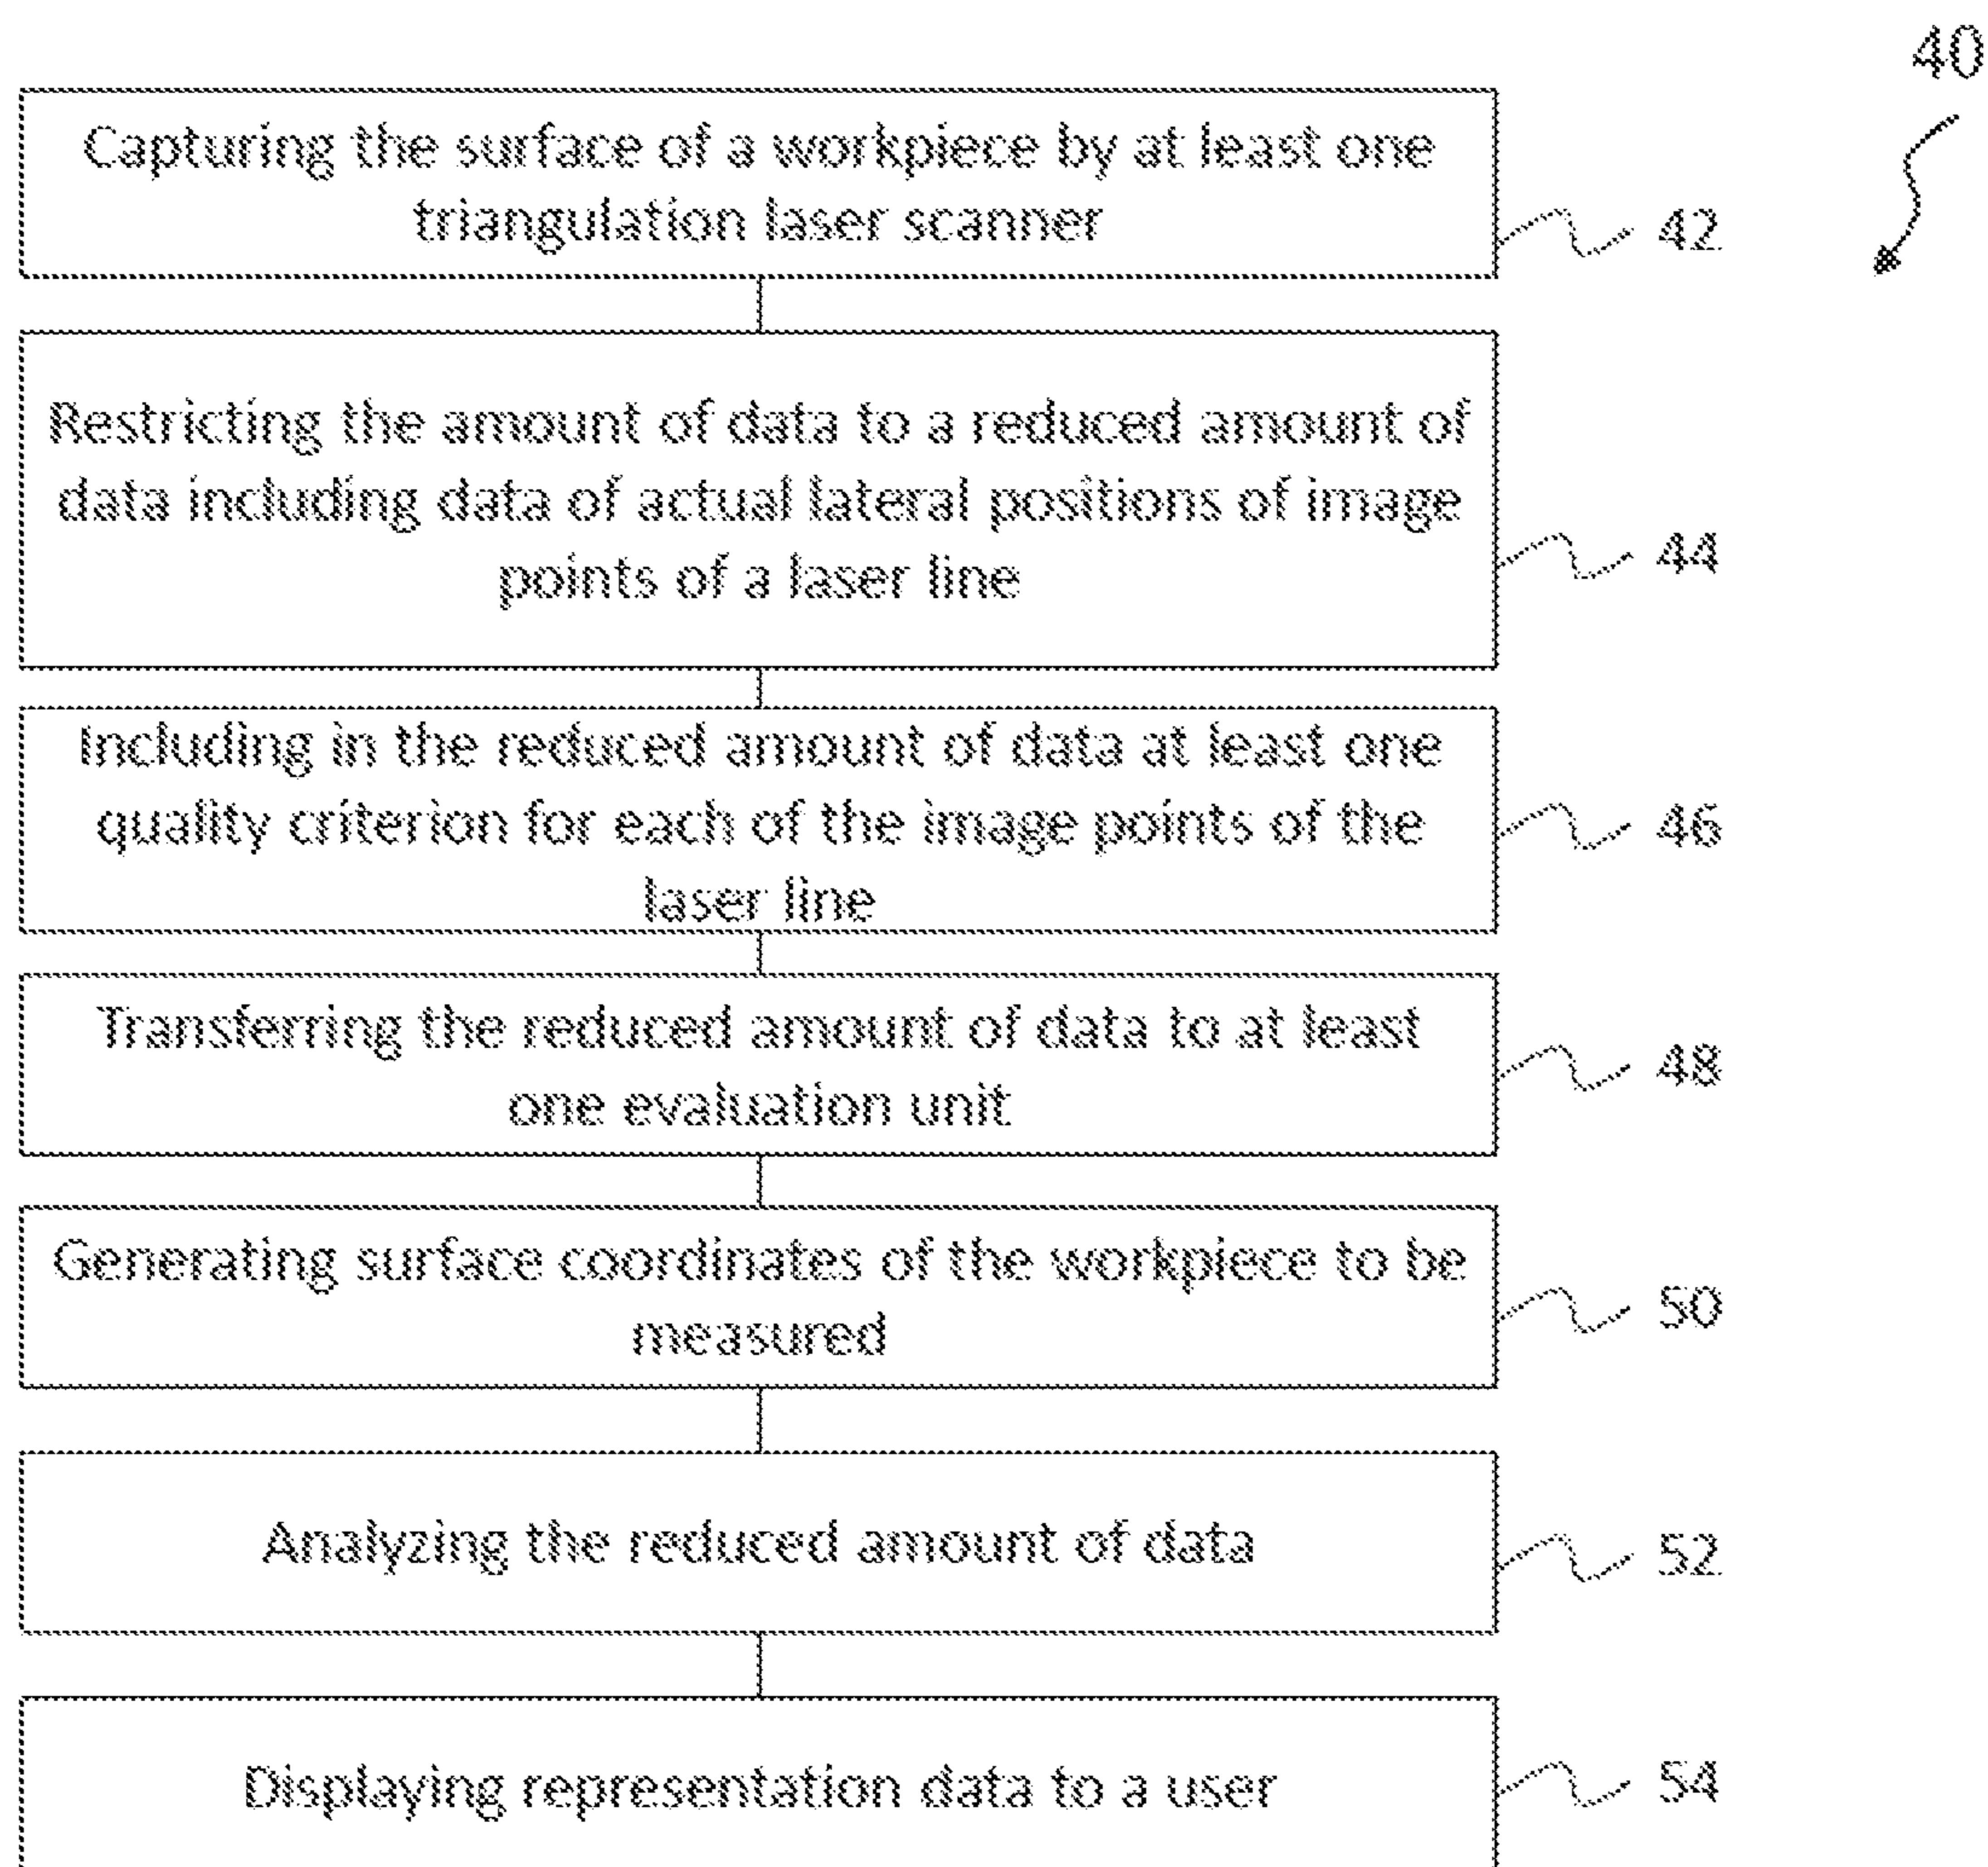 40
Capturing the surface of a workpiece by at least one
triangulation laser scanner
42
Restricting the amount of data to a reduced amount of
data including data of actual lateral positions of image
points of a laser line
44
Including in the reduced amount of data at least one
quality criterion for each of the image points of the
laser line
46
Transferring the reduced amount of data to at least
one evaluation unit
48
Generating surface coordinates of the workpiece to be
measured
50
Analyzing the reduced amount of data
52
Displaying representation data to a user
54